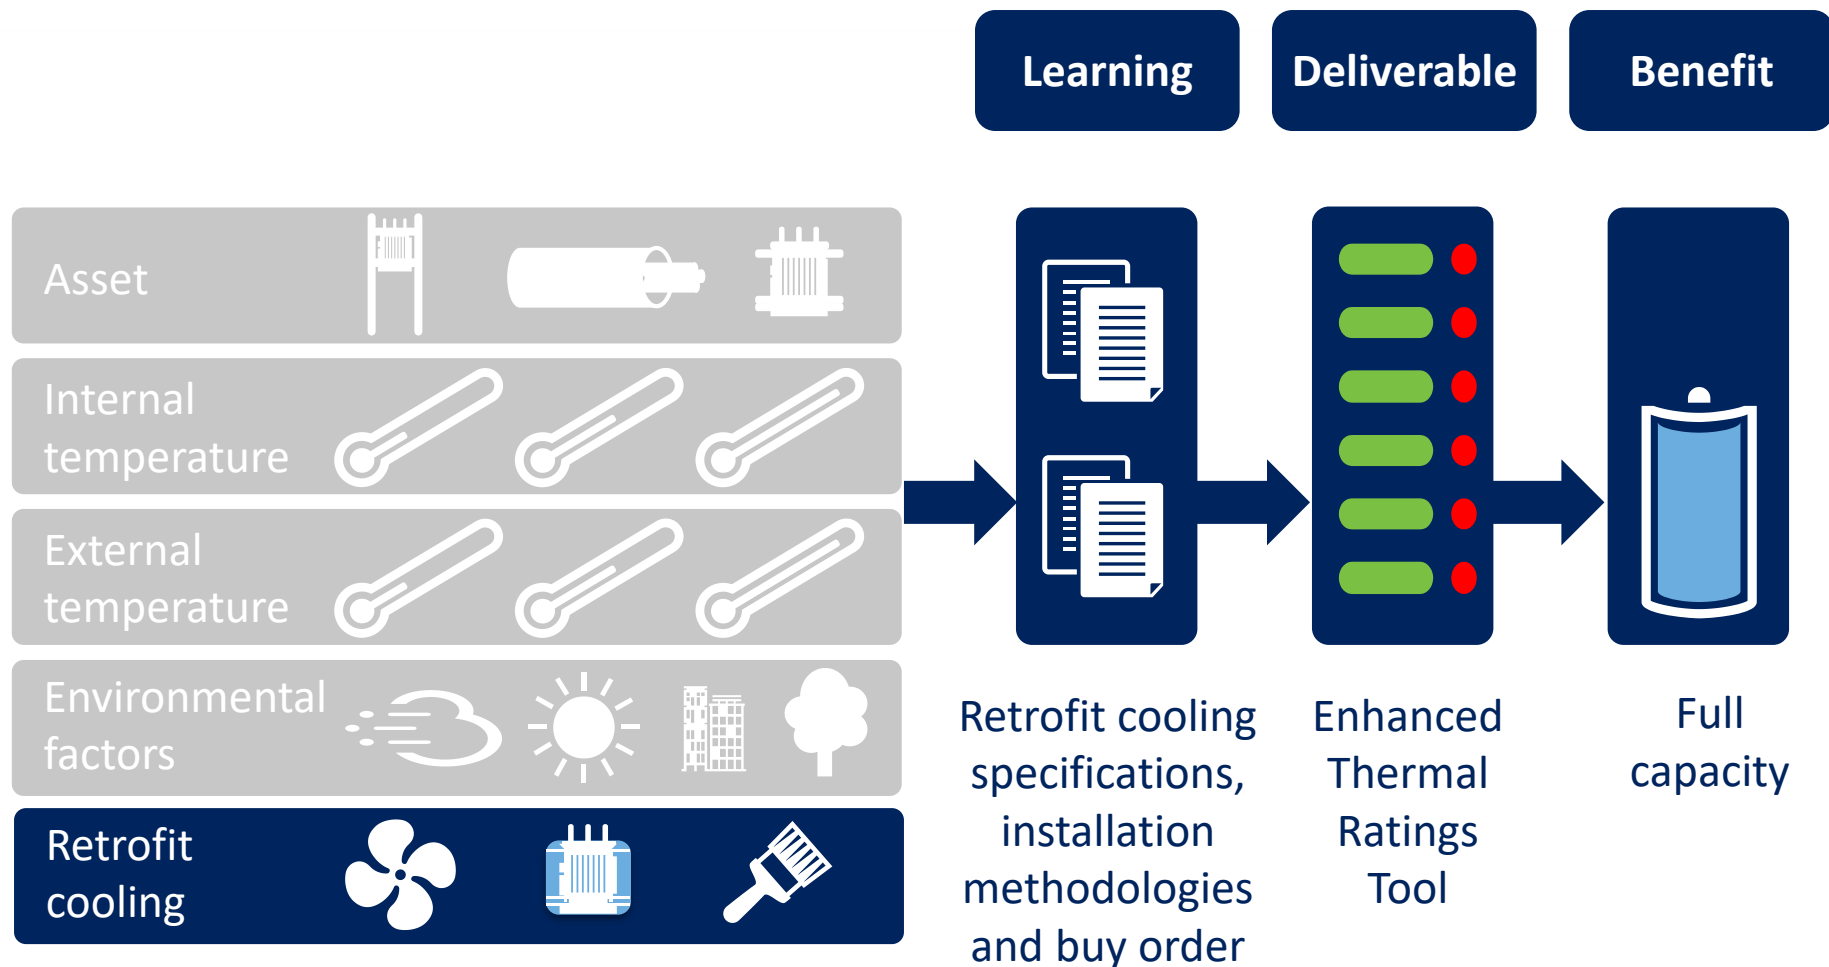 Learning
Deliverable
Benefit
Asset
Internal
temperature
External
temperature
Environmental
factors
Retrofit
cooling
Retrofit cooling
specifications,
installation
methodologies
and buy order
Enhanced
Thermal
Ratings
Tool
Full
capacity